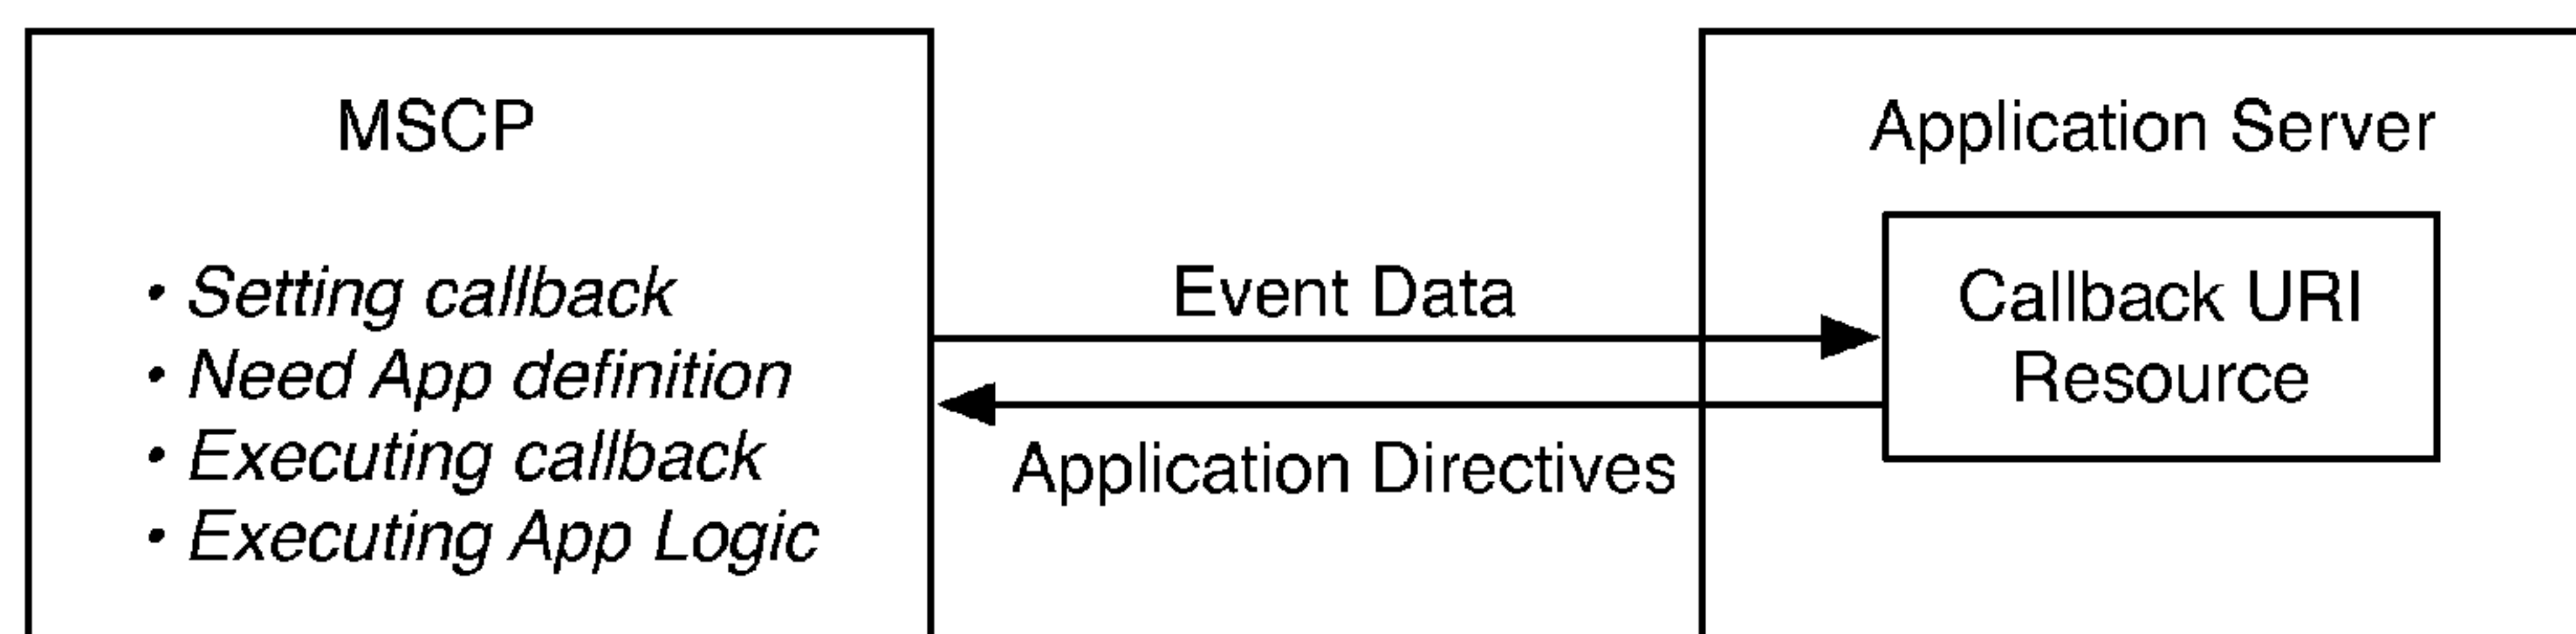 MSCP
• Setting callback
• Need App definition
• Executing callback
• Executing App Logic
Event Data
Application Directives
Application Server
Callback URI
Resource